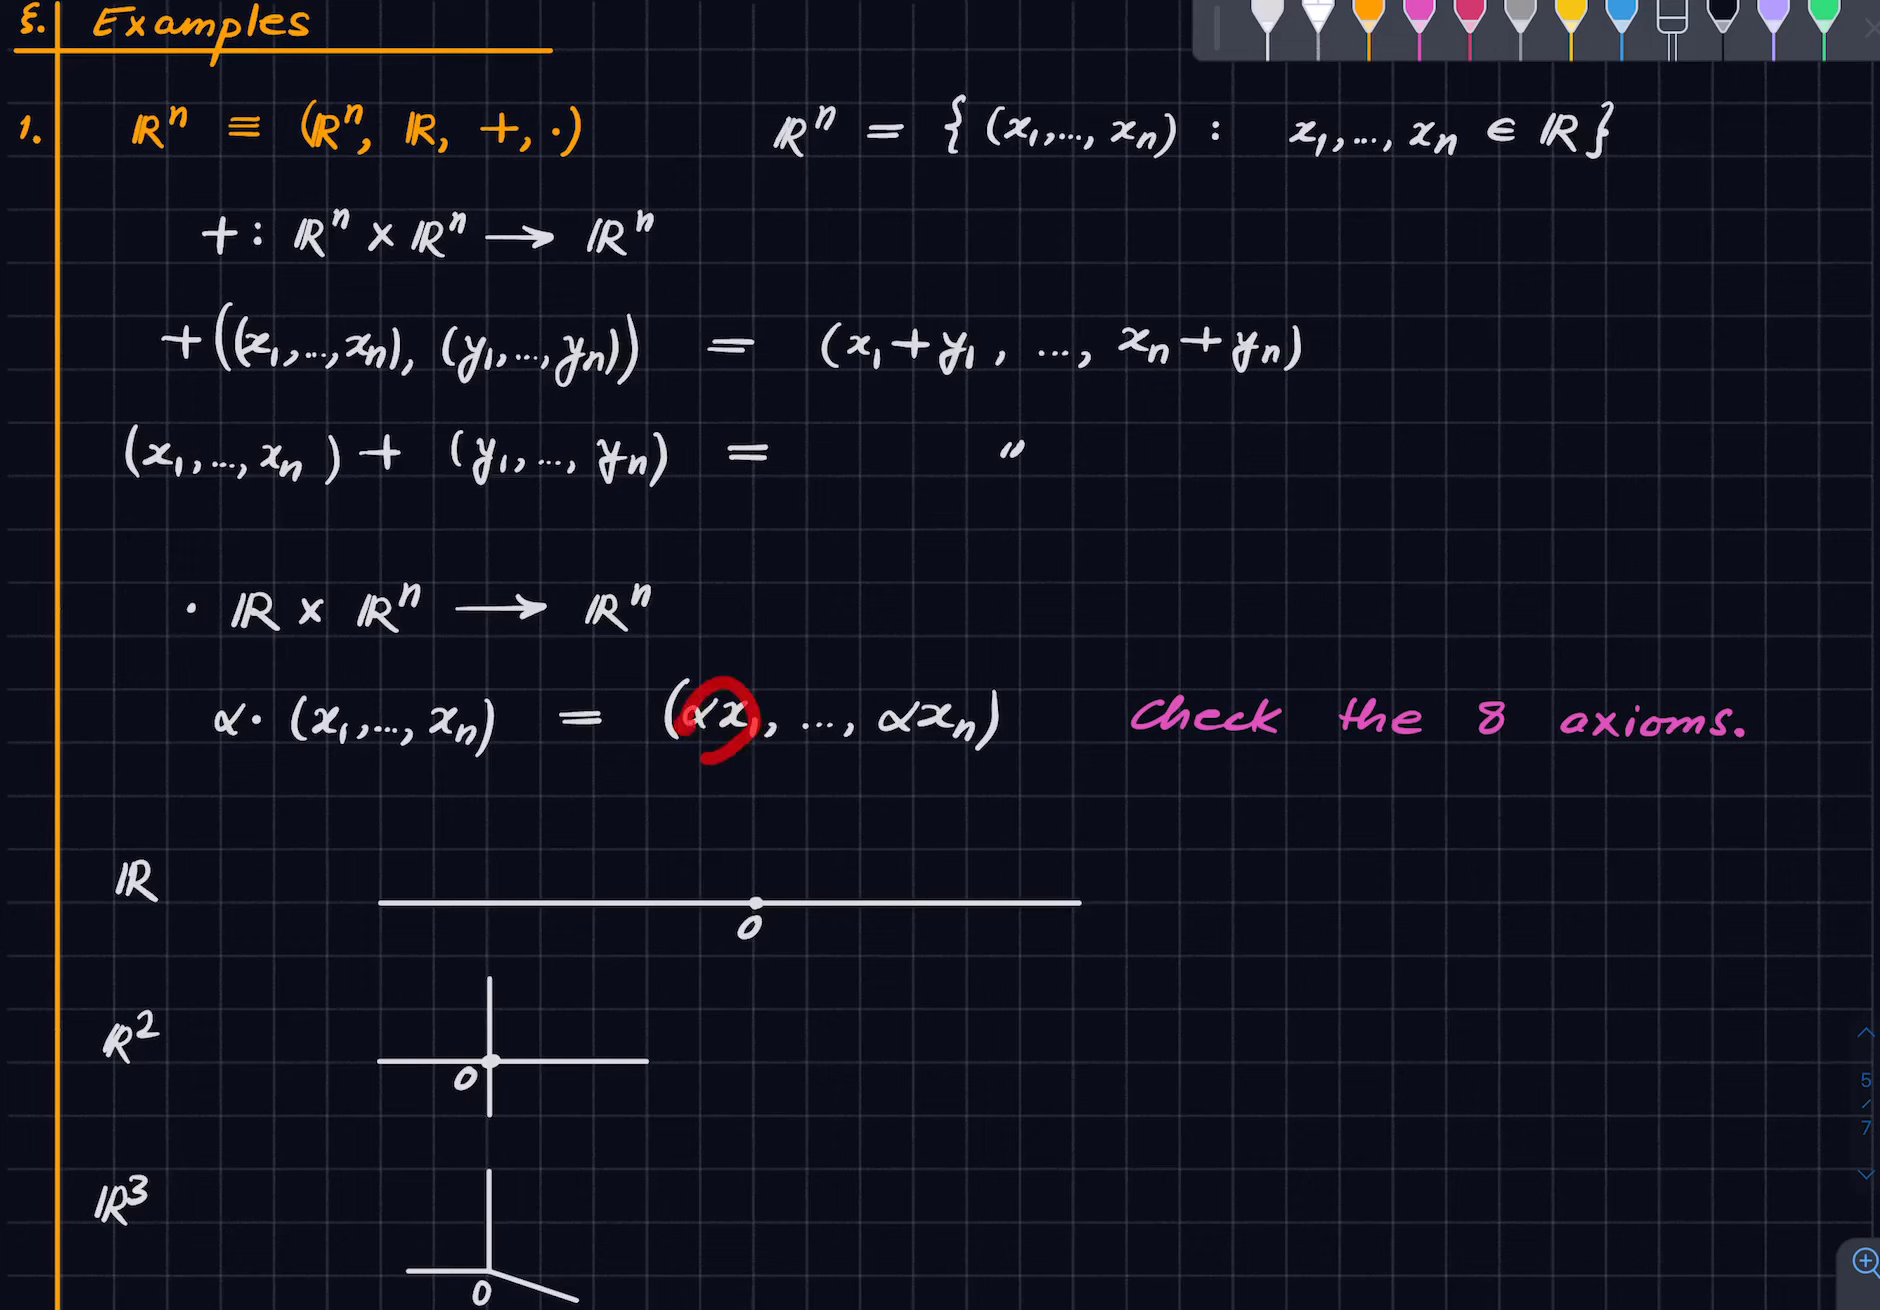 §. Examples
1. ℝⁿ ≡ (ℝⁿ, ℝ, +, ·) ℝⁿ = { (x₁,..., xₙ) : x₁,..., xₙ ∈ ℝ}
+: ℝⁿ × ℝⁿ → ℝⁿ
+((x₁,...,xₙ), (y₁,...,yₙ)) = (x₁+y₁, ..., xₙ+yₙ)
(x₁,..., xₙ) + (y₁,..., yₙ) = "
· ℝ × ℝⁿ → ℝⁿ
α· (x₁,..., xₙ) = (αx₁, ..., αxₙ) Check the 8 axioms.
ℝ
0
ℝ²
0
ℝ³
0
5
/
7